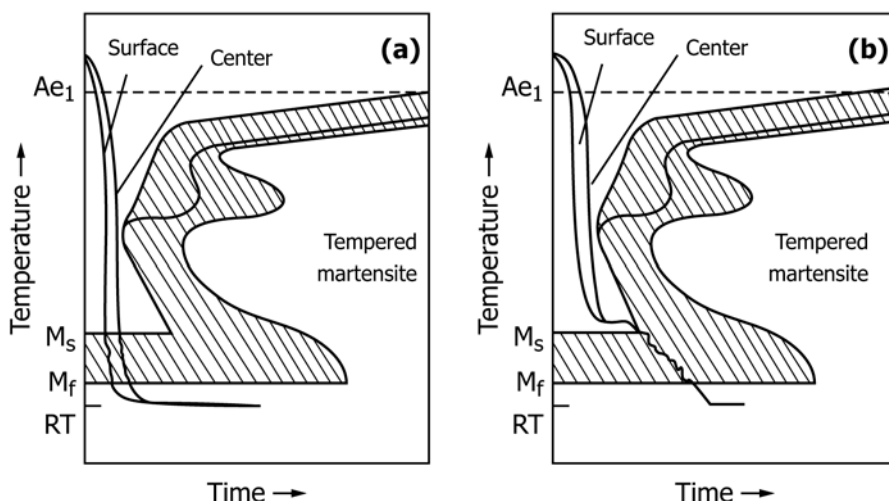 (a)
Surface
Center
Ae1
Temperature
Tempered
martensite
Ms
Mf
RT
Time
(b)
Surface
Center
Ae1
Temperature
Tempered
martensite
Ms
Mf
RT
Time